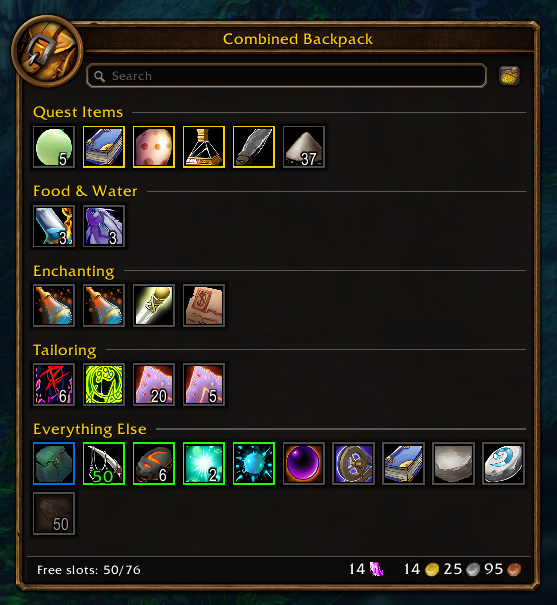 Combined Backpack
Search
Quest Items
5 37
Food & Water
3 3
Enchanting
Tailoring
6 20 5
Everything Else
50 6 2
50
Free slots: 50/76 14 14 25 95